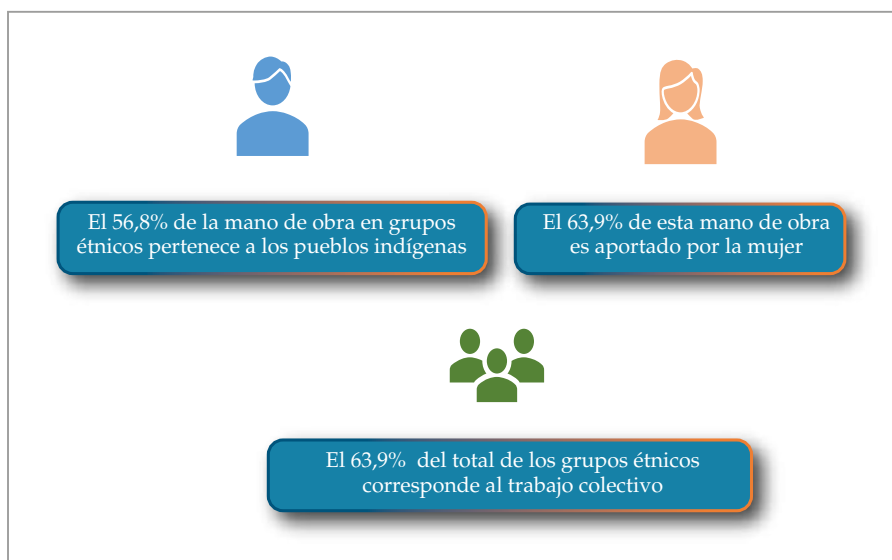 El 56,8% de la mano de obra en grupos
étnicos pertenece a los pueblos indígenas
El 63,9% de esta mano de obra
es aportado por la mujer
El 63,9% del total de los grupos étnicos
corresponde al trabajo colectivo